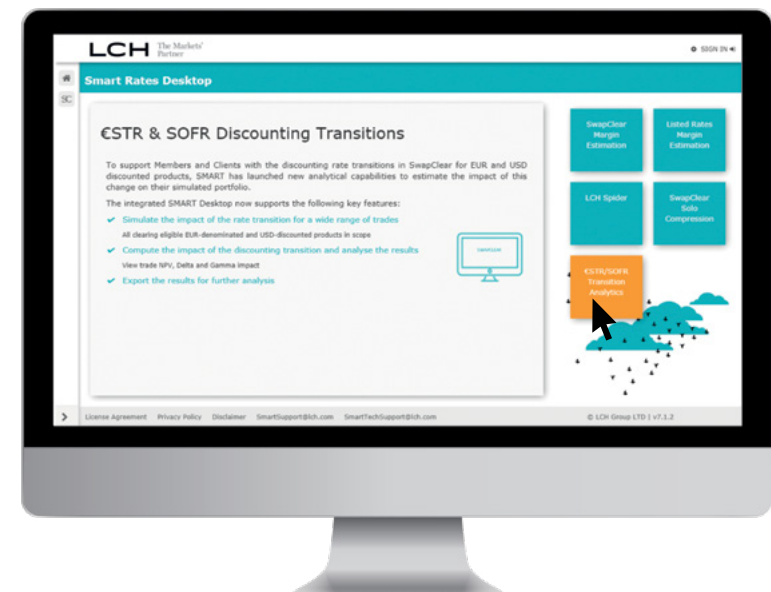 LCH The Markets'
Partner
SIGN IN
Smart Rates Desktop
SC
€STR & SOFR Discounting Transitions
To support Members and Clients with the discounting rate transitions in SwapClear for EUR and USD
discounted products, SMART has launched new analytical capabilities to estimate the impact of this
change on their simulated portfolio.
The integrated SMART Desktop now supports the following key features:
Simulate the impact of the rate transition for a wide range of trades
All clearing eligible EUR-denominated and USD-discounted products in scope
Compute the impact of the discounting transition and analyse the results
View trade NPV, Delta and Gamma impact
Export the results for further analysis
SwapClear
Margin
Estimation
Listed Rates
Margin
Estimation
LCH Spider
SwapClear
Solo
Compression
€STR/SOFR
Transition
Analytics
License Agreement Privacy Policy Disclaimer SmartSupport@lch.com SmartTechSupport@lch.com
© LCH Group LTD | v7.1.2